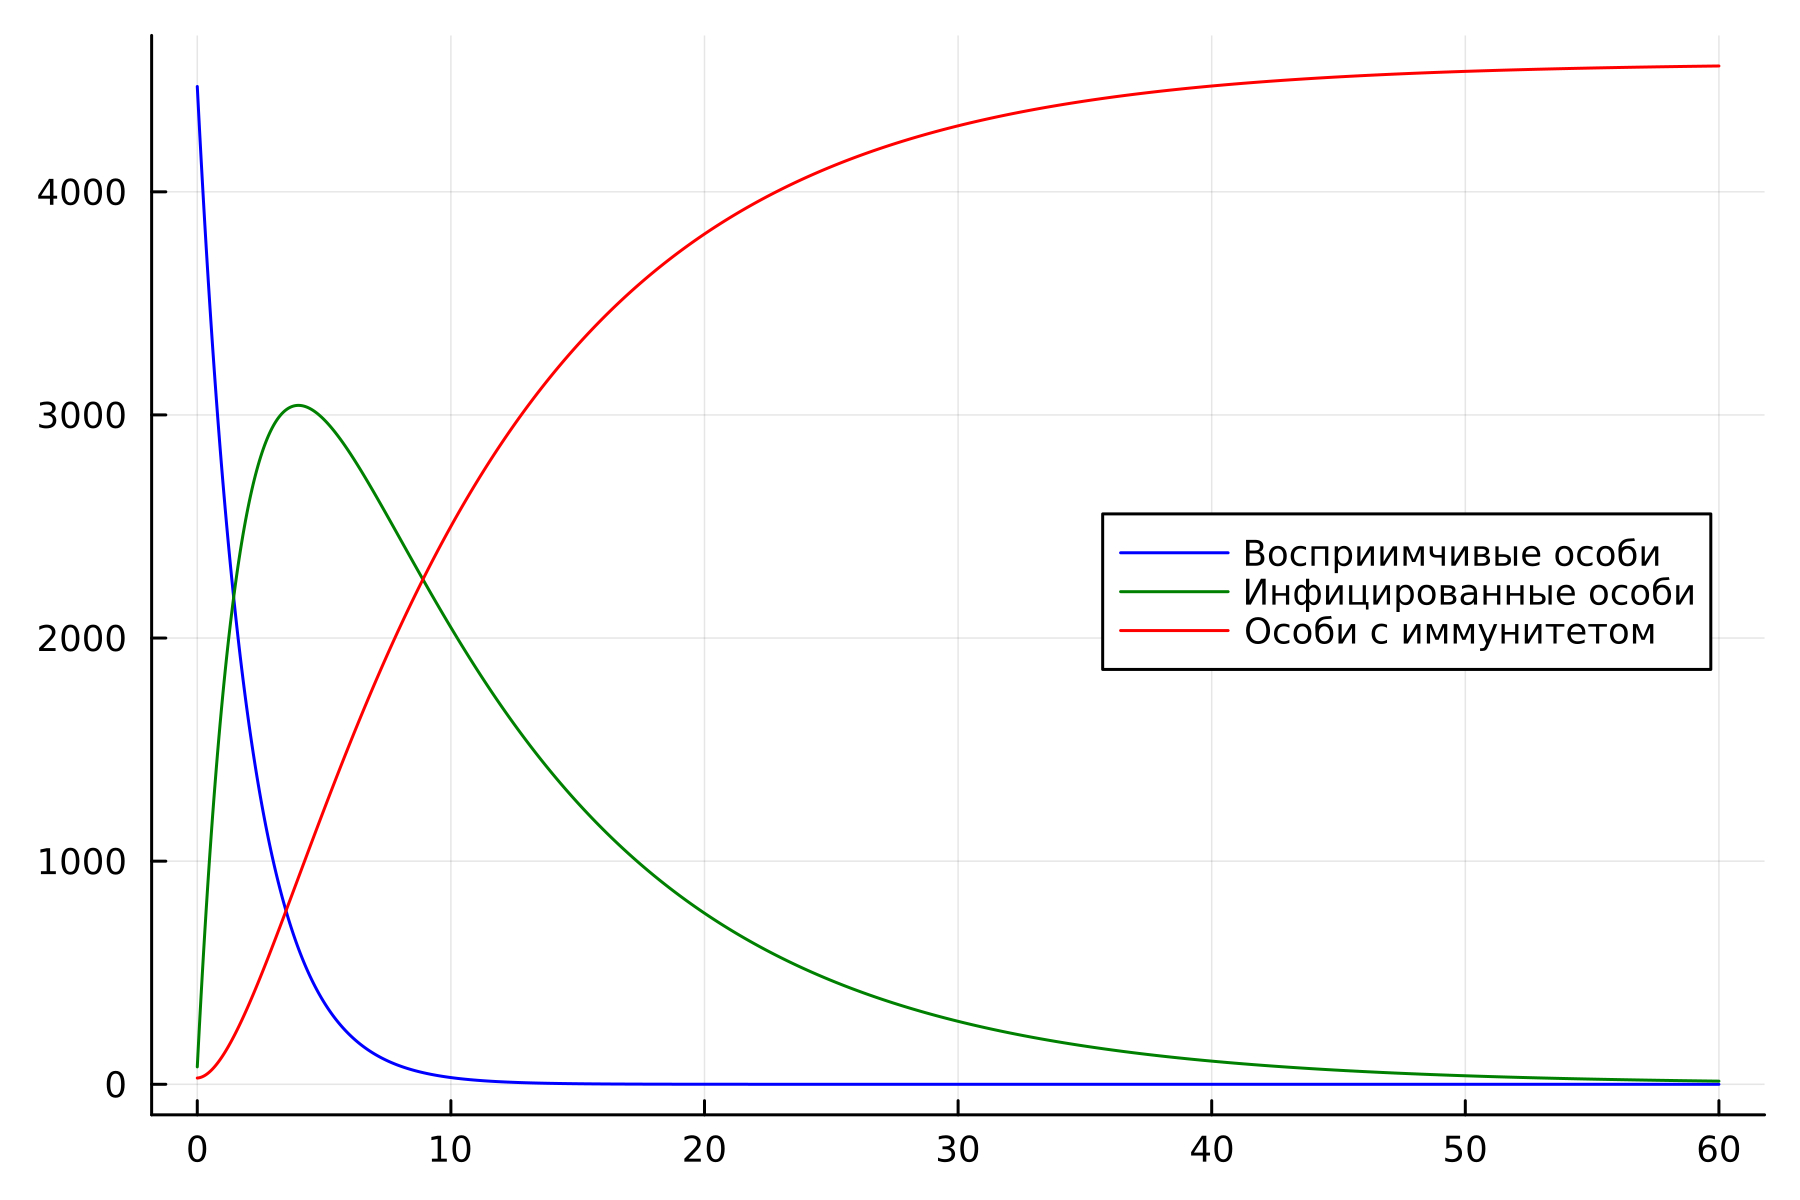 4000
3000
2000
1000
0
Восприимчивые особи
Инфицированные особи
Особи с иммунитетом
0 10 20 30 40 50 60